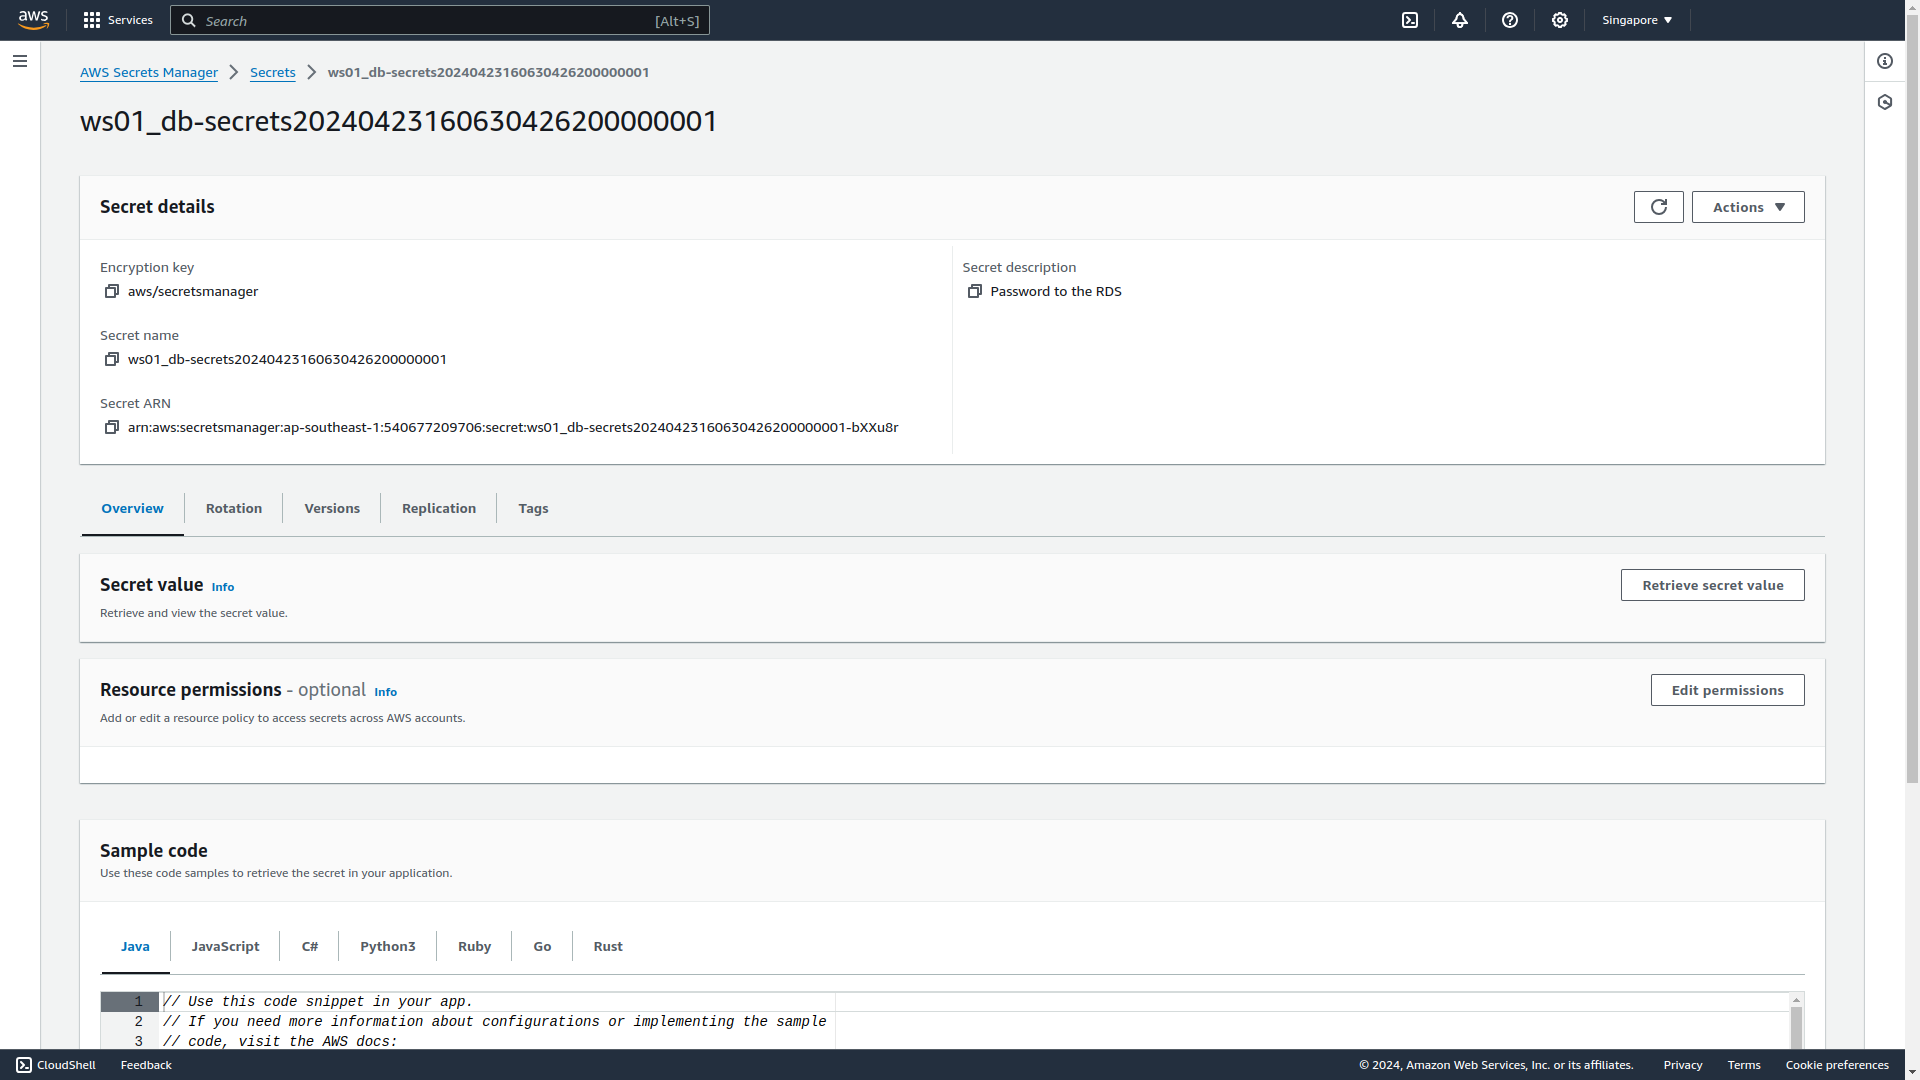 aws
Services
Search
[Alt+S]
Singapore
AWS Secrets Manager
Secrets
ws01_db-secrets20240423160630426200000001
ws01_db-secrets20240423160630426200000001
Secret details
Actions
Encryption key
aws/secretsmanager
Secret name
ws01_db-secrets20240423160630426200000001
Secret ARN
arn:aws:secretsmanager:ap-southeast-1:540677209706:secret:ws01_db-secrets20240423160630426200000001-bXXu8r
Secret description
Password to the RDS
Overview
Rotation
Versions
Replication
Tags
Secret value Info
Retrieve and view the secret value.
Retrieve secret value
Resource permissions - optional Info
Add or edit a resource policy to access secrets across AWS accounts.
Edit permissions
Sample code
Use these code samples to retrieve the secret in your application.
Java
JavaScript
C#
Python3
Ruby
Go
Rust
1 // Use this code snippet in your app.
2 // If you need more information about configurations or implementing the sample
3 // code, visit the AWS docs:
CloudShell
Feedback
© 2024, Amazon Web Services, Inc. or its affiliates.
Privacy
Terms
Cookie preferences